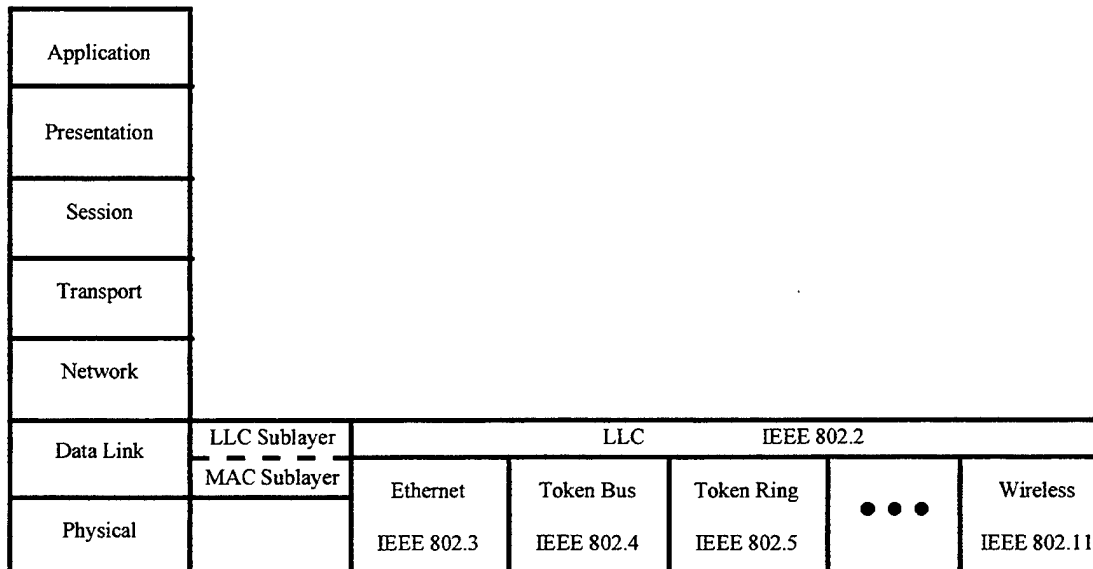 Application
Presentation
Session
Transport
Network
Data Link
LLC Sublayer
LLC IEEE 802.2
MAC Sublayer
Physical
Ethernet
IEEE 802.3
Token Bus
IEEE 802.4
Token Ring
IEEE 802.5
Wireless
IEEE 802.11